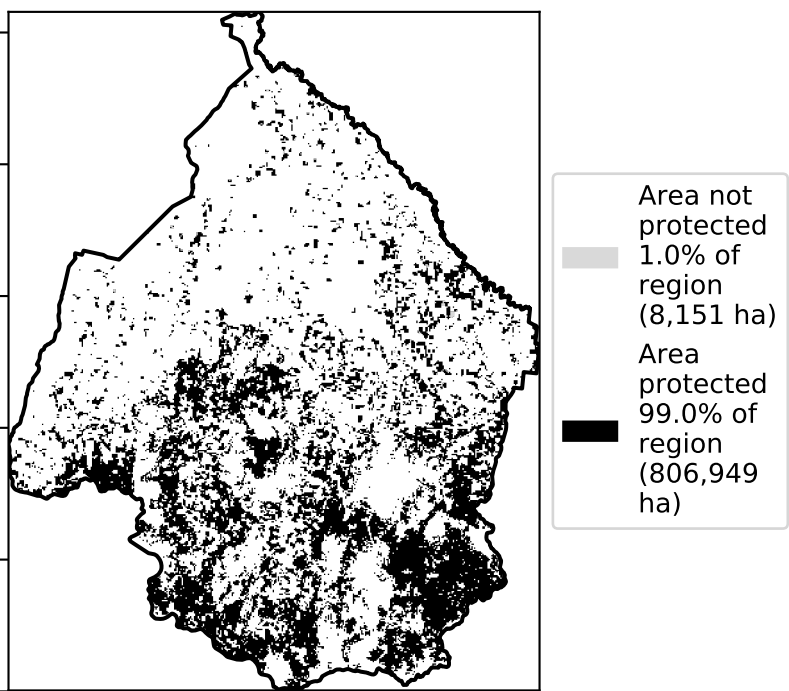 Area not
protected
1.0% of
region
(8,151 ha)
Area
protected
99.0% of
region
(806,949
ha)